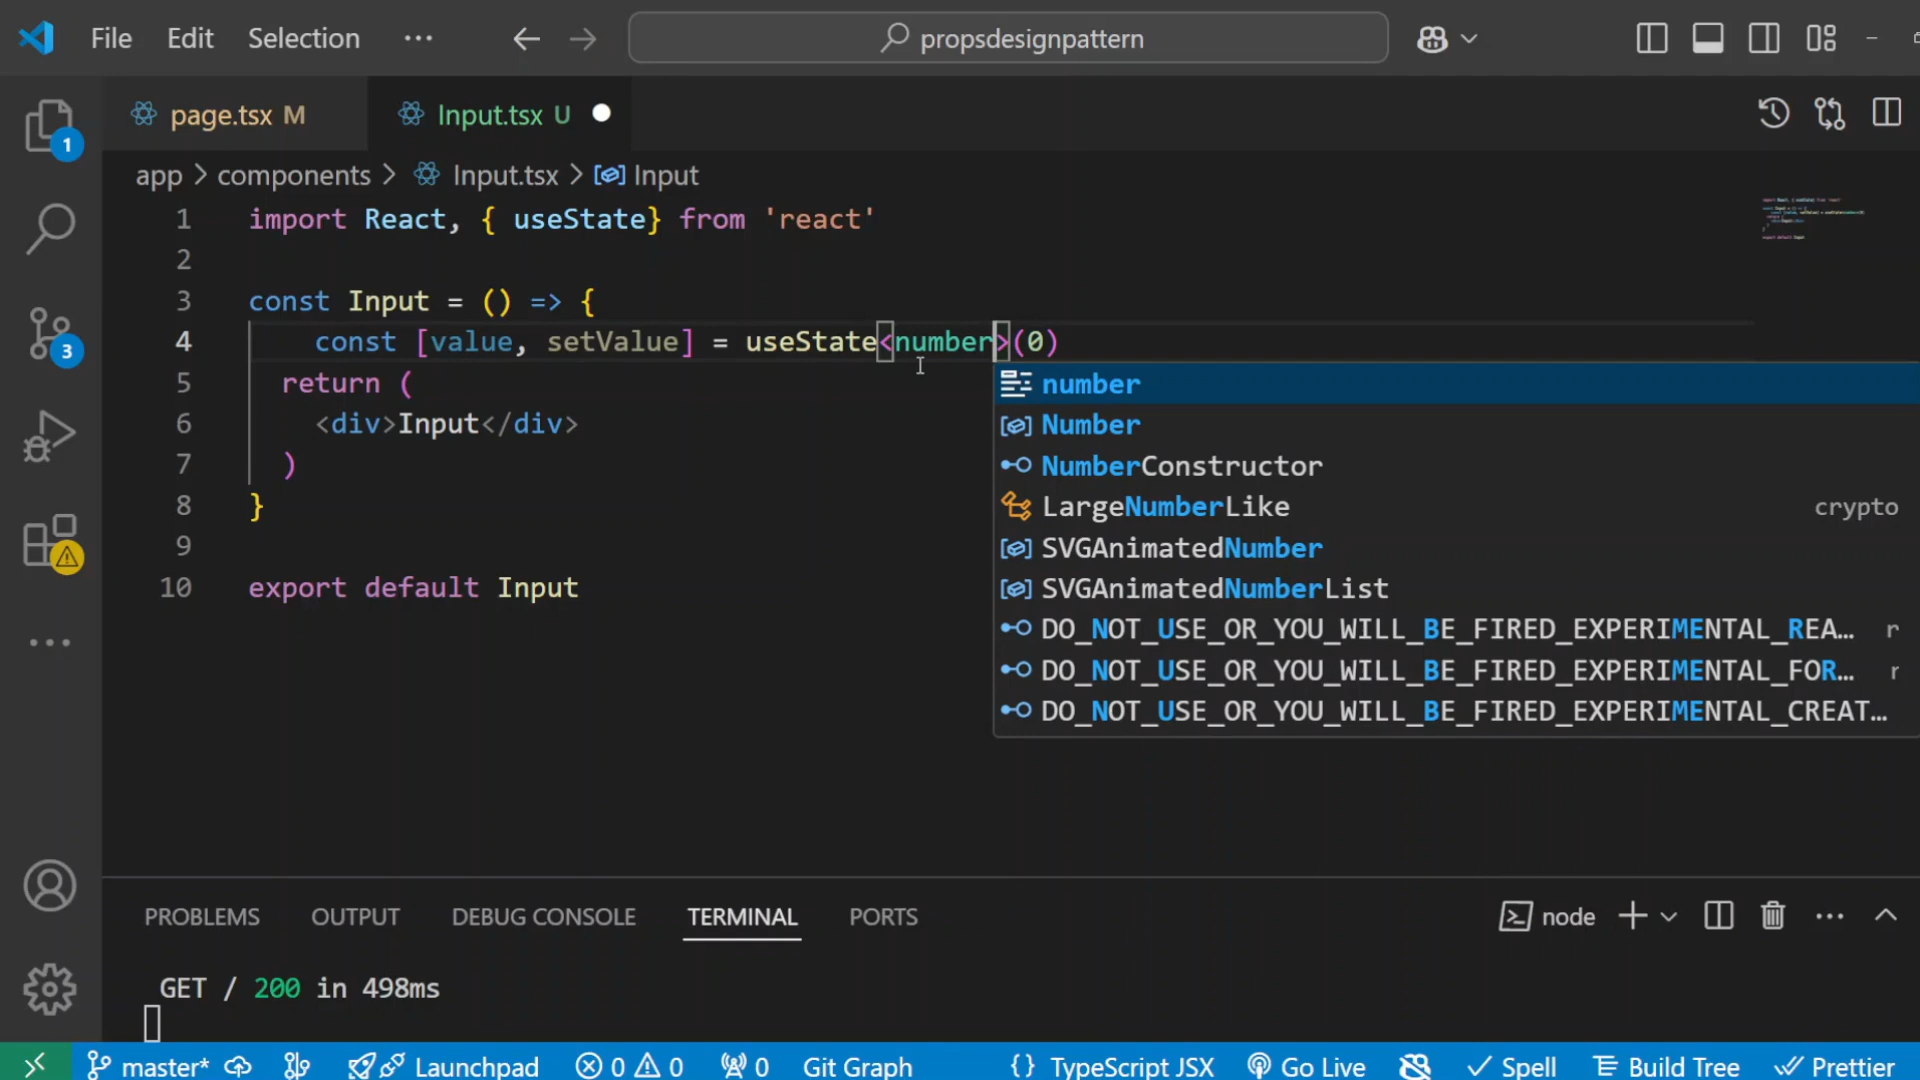 File Edit Selection ··· propsdesignpattern
page.tsx M Input.tsx U
app > components > Input.tsx > Input
1 import React, { useState} from 'react'
2
3 const Input = () => {
4 const [value, setValue] = useState<number>(0)
5 return (
6 <div>Input</div>
7 )
8 }
9
10 export default Input
number
Number
NumberConstructor
LargeNumberLike crypto
SVGAnimatedNumber
SVGAnimatedNumberList
DO_NOT_USE_OR_YOU_WILL_BE_FIRED_EXPERIMENTAL_REA… r
DO_NOT_USE_OR_YOU_WILL_BE_FIRED_EXPERIMENTAL_FOR… r
DO_NOT_USE_OR_YOU_WILL_BE_FIRED_EXPERIMENTAL_CREAT…
1
3
PROBLEMS OUTPUT DEBUG CONSOLE TERMINAL PORTS node
GET / 200 in 498ms
master* Launchpad 0 0 0 Git Graph {} TypeScript JSX Go Live Spell Build Tree Prettier